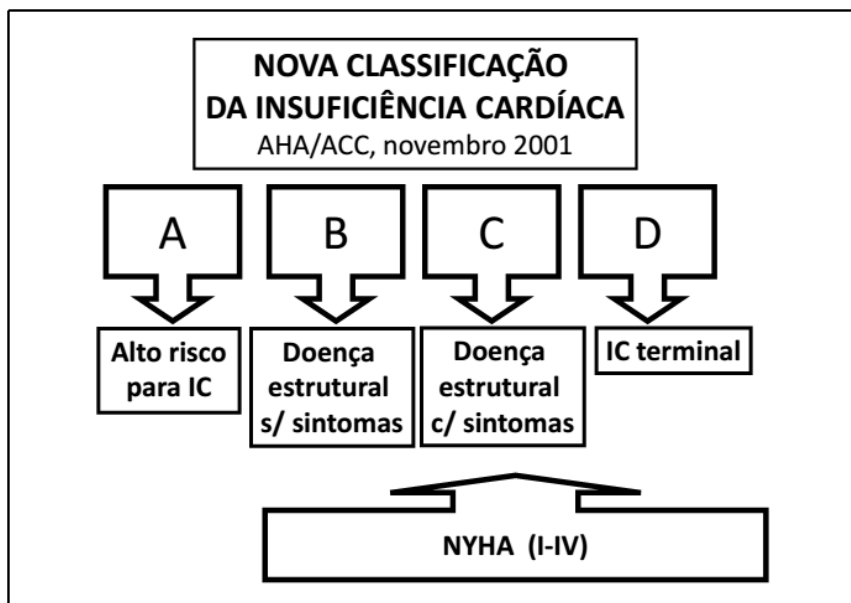 NOVA CLASSIFICAÇÃO
DA INSUFICIÊNCIA CARDÍACA
AHA/ACC, novembro 2001
A
B
C
D
Alto risco
para IC
Doença
estrutural
s/ sintomas
Doença
estrutural
c/ sintomas
IC terminal
NYHA (I-IV)